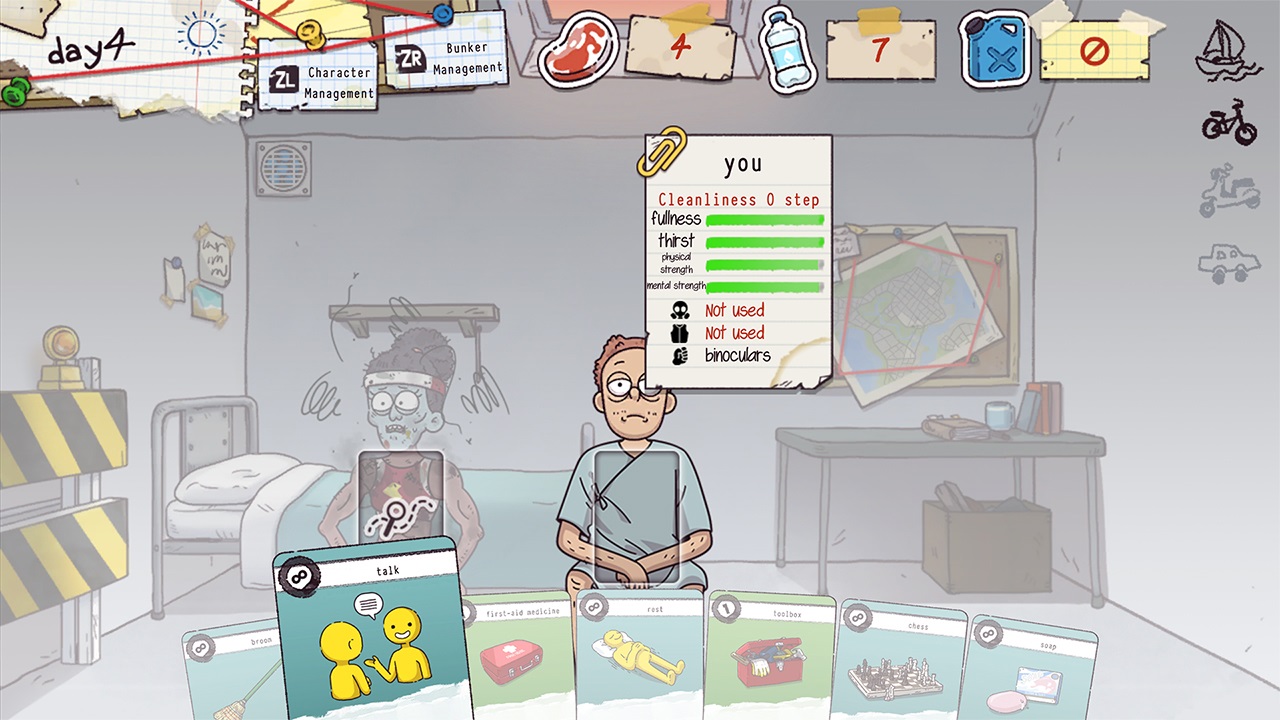 day4
ZL
Character
Management
ZR
Bunker
Management
4
7
you
Cleanliness 0 step
fullness
thirst
physical
strength
mental strength
Not used
Not used
binoculars
broom
talk
first-aid medicine
rest
1
toolbox
chess
soap